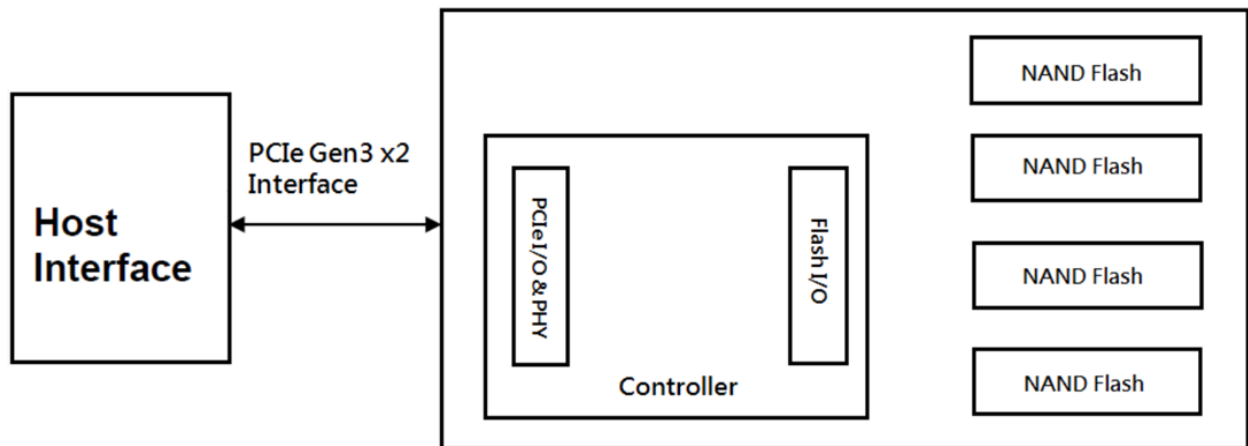 Host
Interface
PCIe Gen3 x2
Interface
PCIe I/O & PHY
Flash I/O
Controller
NAND Flash
NAND Flash
NAND Flash
NAND Flash